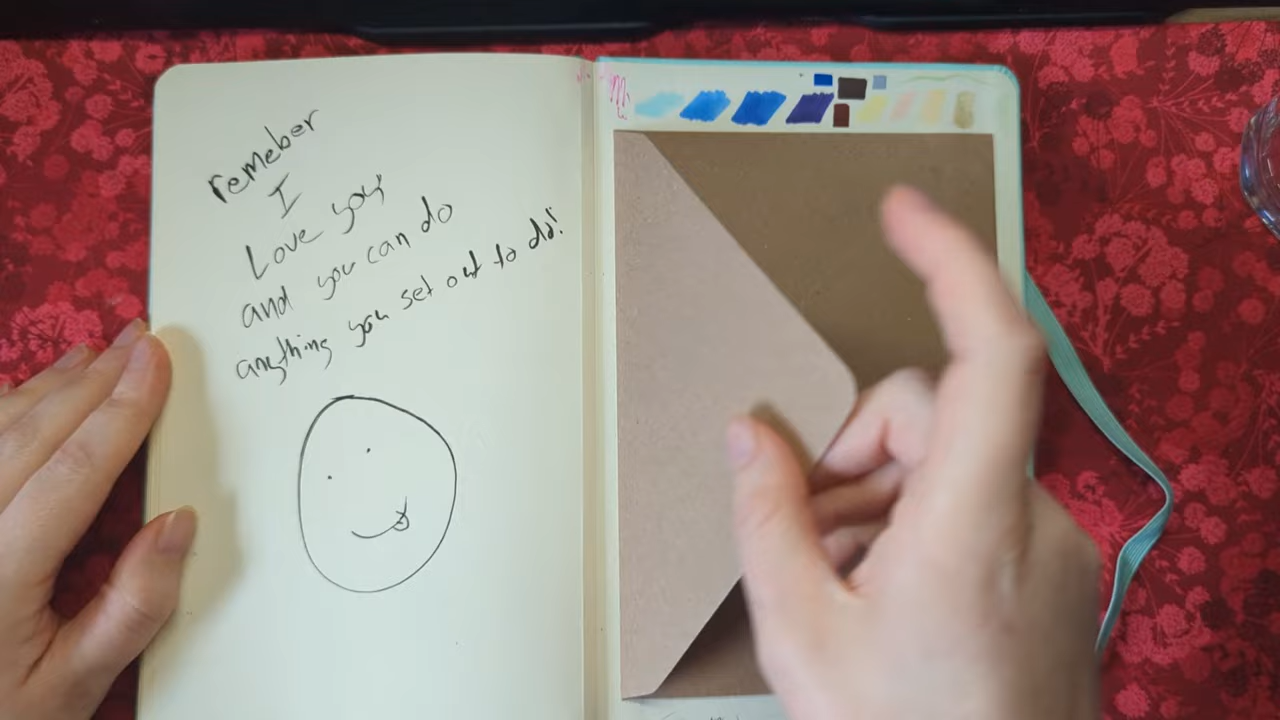 remeber
I
Love you
and you can do
anything you set out to do!